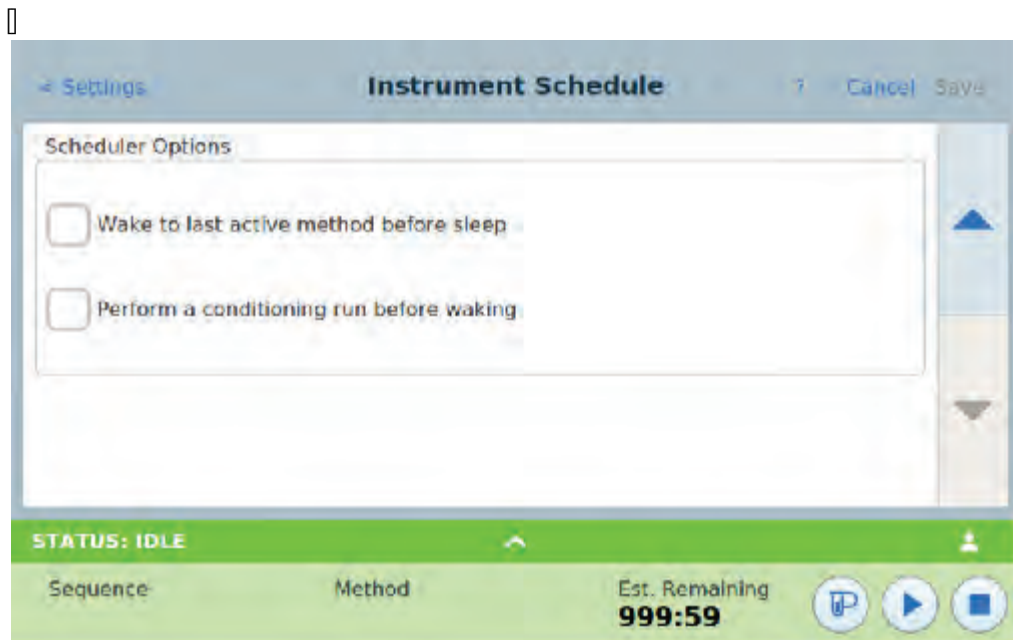 < Settings Instrument Schedule ? Cancel Save
Scheduler Options
Wake to last active method before sleep
Perform a conditioning run before waking
STATUS: IDLE
Sequence Method Est. Remaining
999:59